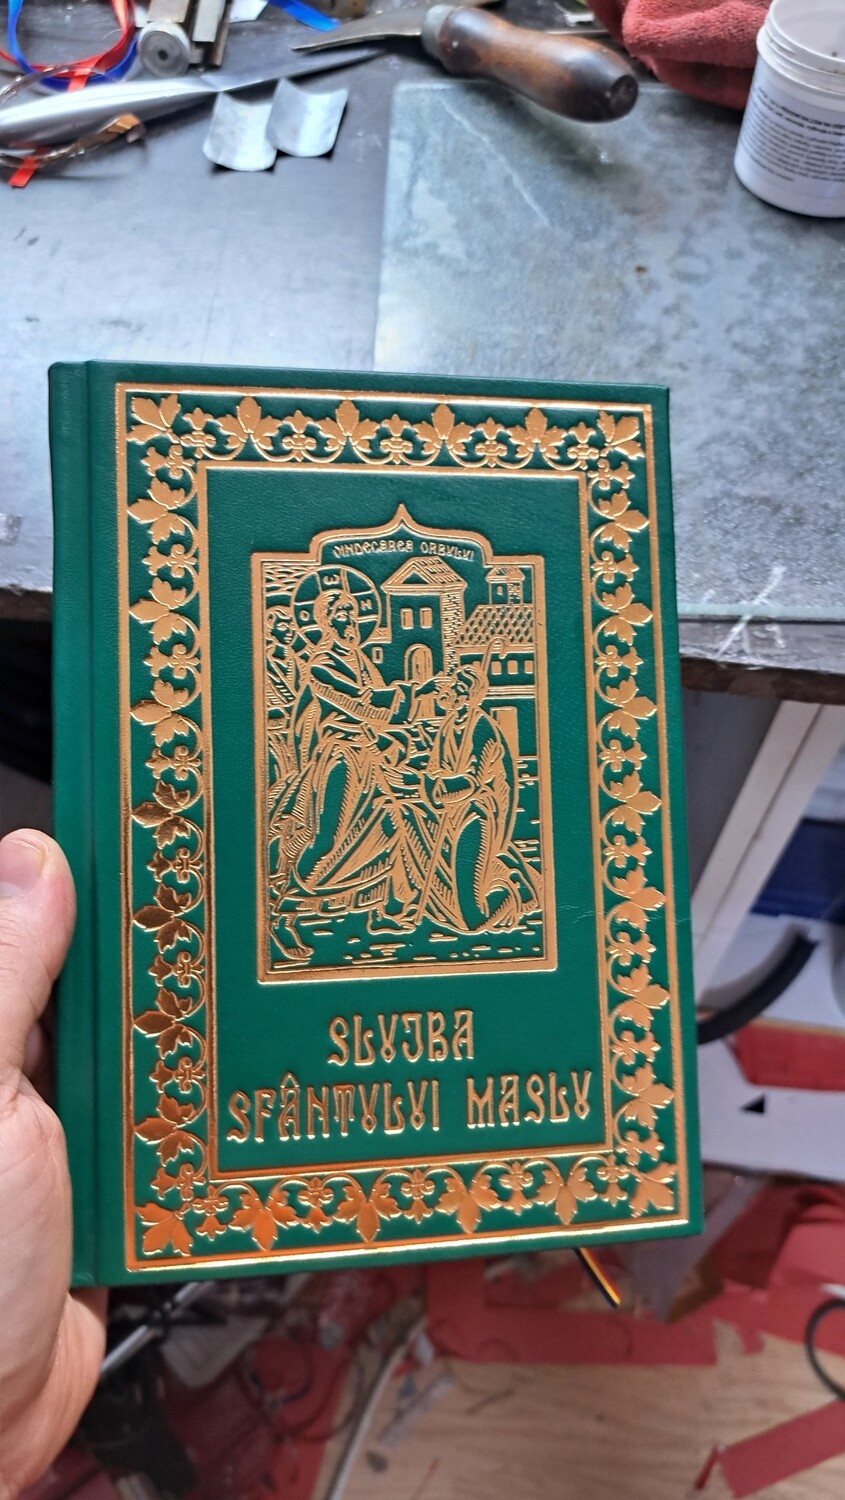 VINDECAREA ORBULUI
O Ѡ Н
SLUJBA
SFÂNTULUI MASLU